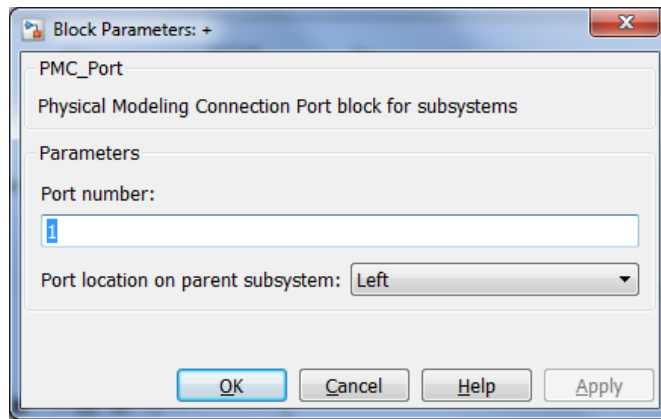 Block Parameters: +
PMC_Port
Physical Modeling Connection Port block for subsystems
Parameters
Port number:
1
Port location on parent subsystem: Left
OK Cancel Help Apply